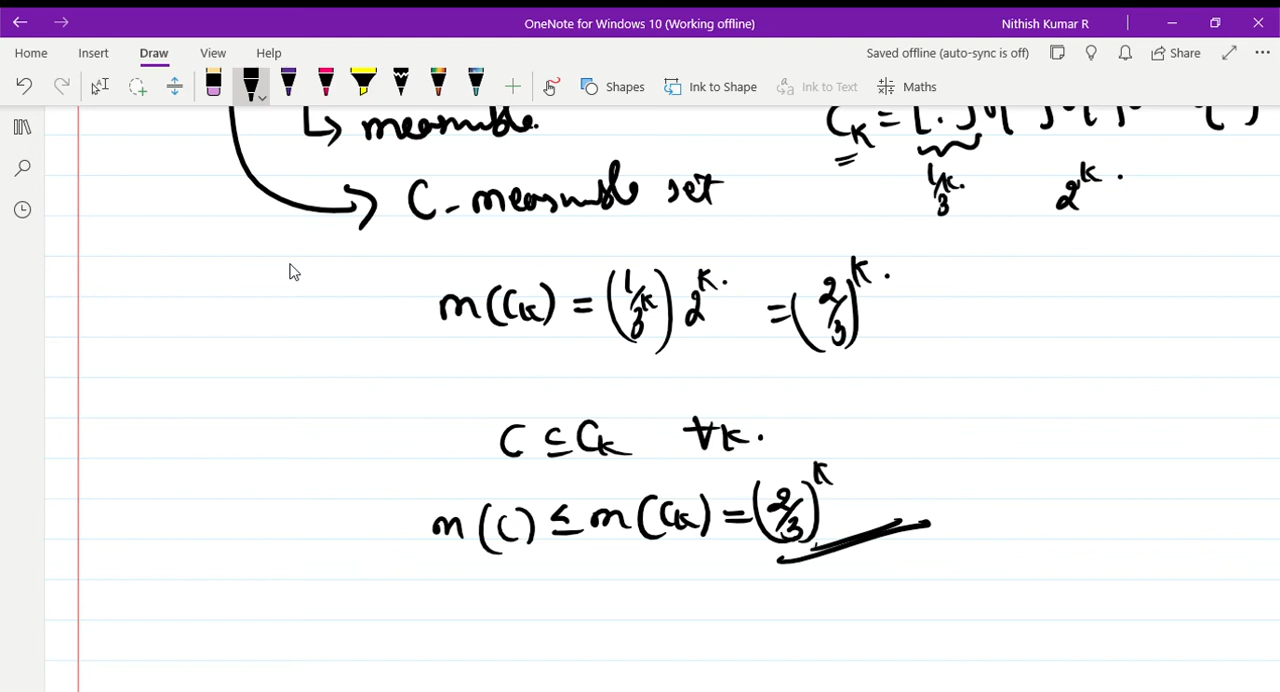 OneNote for Windows 10 (Working offline)
Nithish Kumar R
Home Insert Draw View Help
Saved offline (auto-sync is off)
Share
Shapes
Ink to Shape
Ink to Text
Maths
↳ measurable.
C_K = [.]∪[ ]∪[ ]∪ [ ]
1/3^K. 2^K.
C - measurable set
m(C_K) = (1/3^K) 2^K. = (2/3)^K.
C ⊆ C_K ∀K.
m(C) ≤ m(C_K) = (2/3)^K